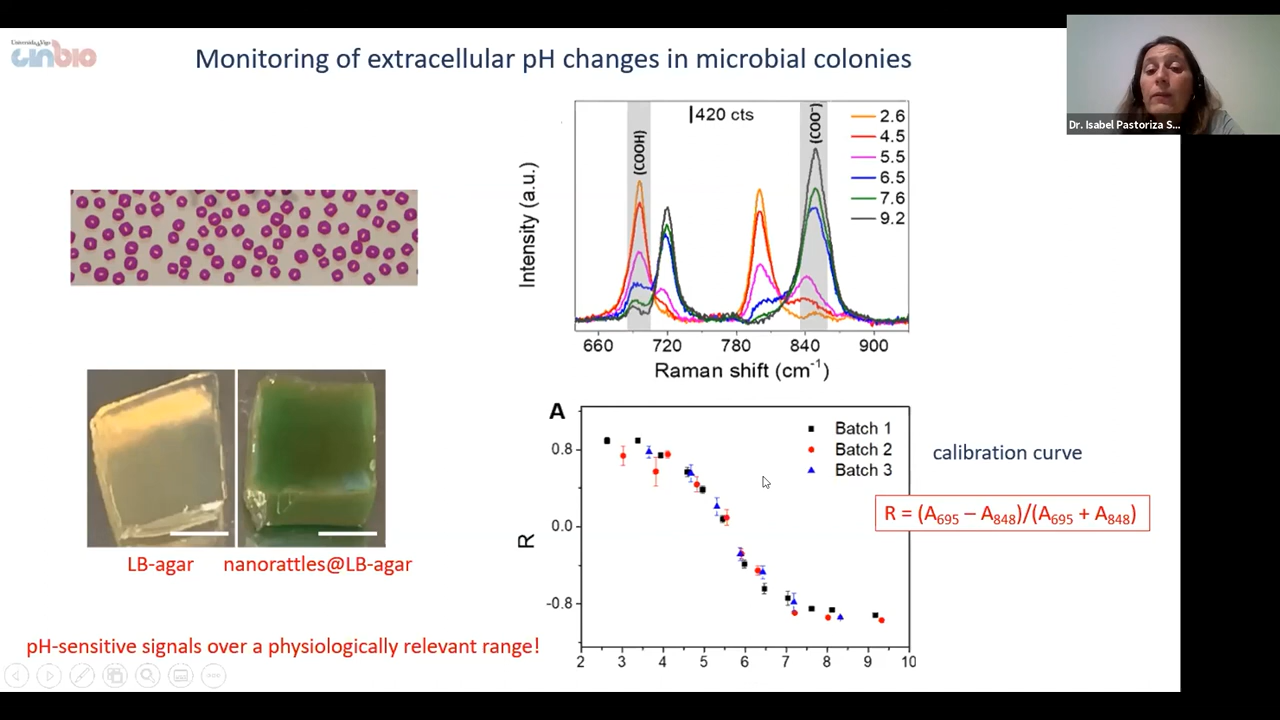 UniversidadeVigo
cinbio
Monitoring of extracellular pH changes in microbial colonies
Dr. Isabel Pastoriza S...
420 cts
(COOH)
(COO-)
2.6
4.5
5.5
6.5
7.6
9.2
Intensity (a.u.)
660 720 780 840 900
Raman shift (cm-1)
LB-agar nanorattles@LB-agar
pH-sensitive signals over a physiologically relevant range!
A
Batch 1
Batch 2
Batch 3
0.8
0.0
-0.8
R
2 3 4 5 6 7 8 9 10
calibration curve
R = (A695 – A848)/(A695 + A848)